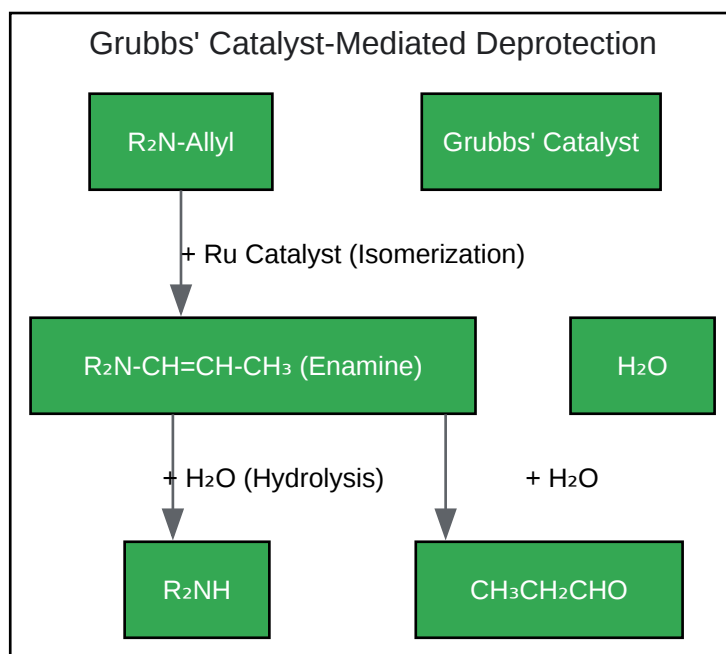 Grubbs' Catalyst-Mediated Deprotection
R₂N-Allyl
Grubbs' Catalyst
+ Ru Catalyst (Isomerization)
R₂N-CH=CH-CH₃ (Enamine)
H₂O
+ H₂O (Hydrolysis)
+ H₂O
R₂NH
CH₃CH₂CHO